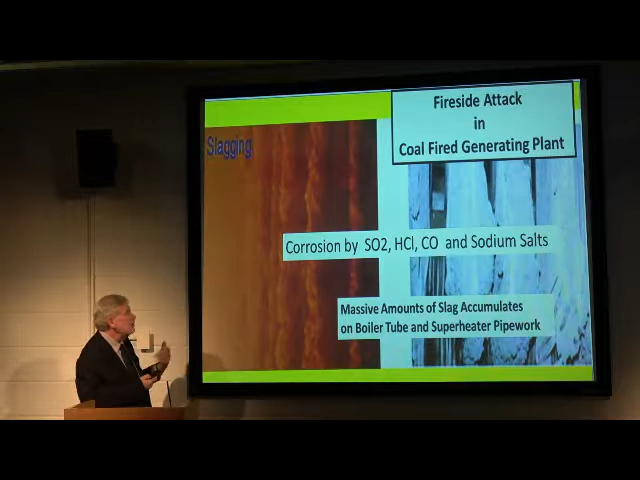 Fireside Attack
in
Coal Fired Generating Plant
Slagging
Corrosion by SO2, HCl, CO and Sodium Salts
Massive Amounts of Slag Accumulates
on Boiler Tube and Superheater Pipework